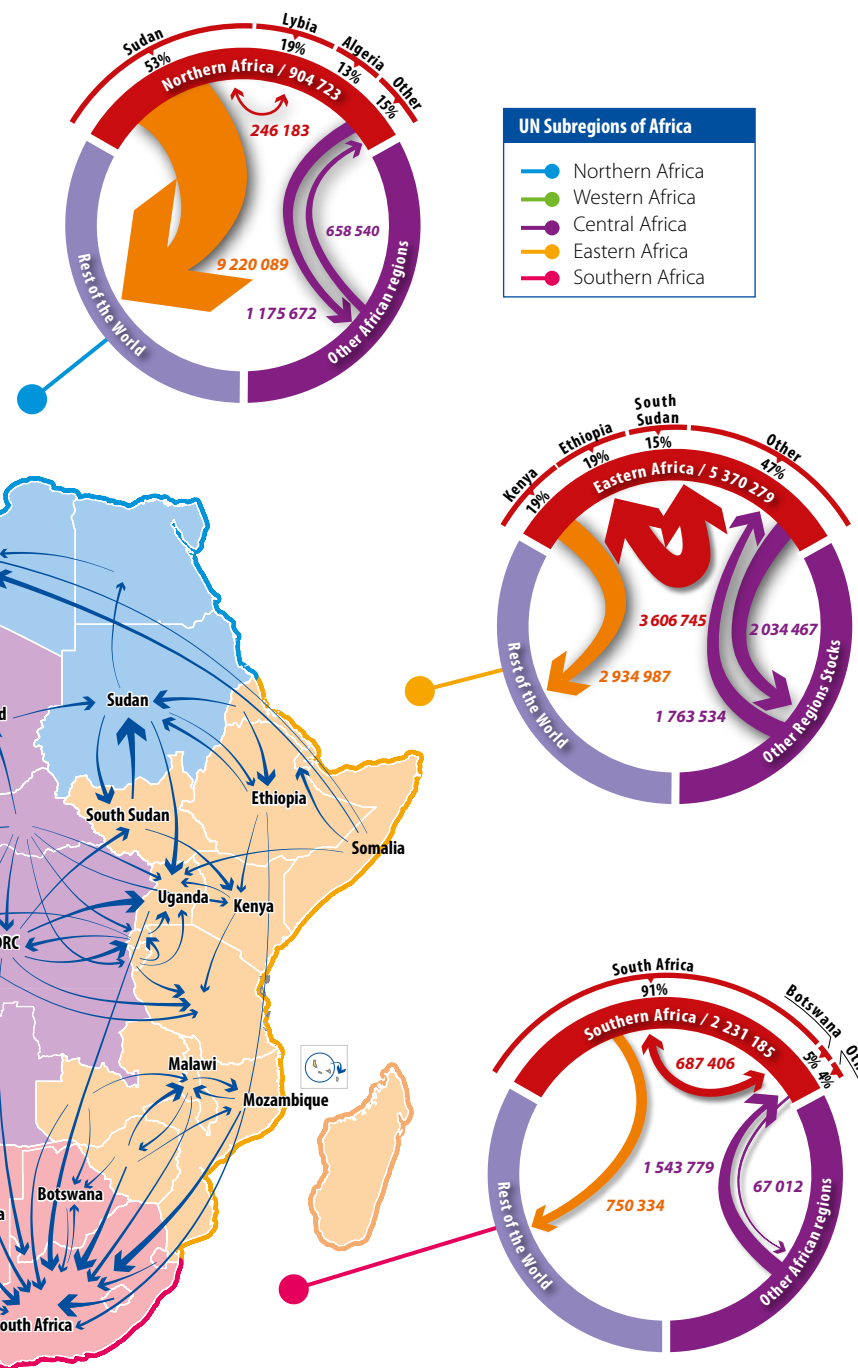 Sudan
53%
Lybia
19%
Algeria
13%
Other
15%
Northern Africa / 904 723
246 183
658 540
9 220 089
1 175 672
Rest of the World
Other African regions
UN Subregions of Africa
Northern Africa
Western Africa
Central Africa
Eastern Africa
Southern Africa
Kenya
19%
Ethiopia
19%
South
Sudan
15%
Other
47%
Eastern Africa / 5 370 279
3 606 745
2 034 467
2 934 987
1 763 534
Rest of the World
Other Regions Stocks
Sudan
d
South Sudan
Ethiopia
Somalia
Uganda
Kenya
DRC
Malawi
Mozambique
Botswana
a
outh Africa
South Africa
91%
Botswana
5%
Oth
4%
Southern Africa / 2 231 185
687 406
1 543 779
67 012
750 334
Rest of the World
Other African regions